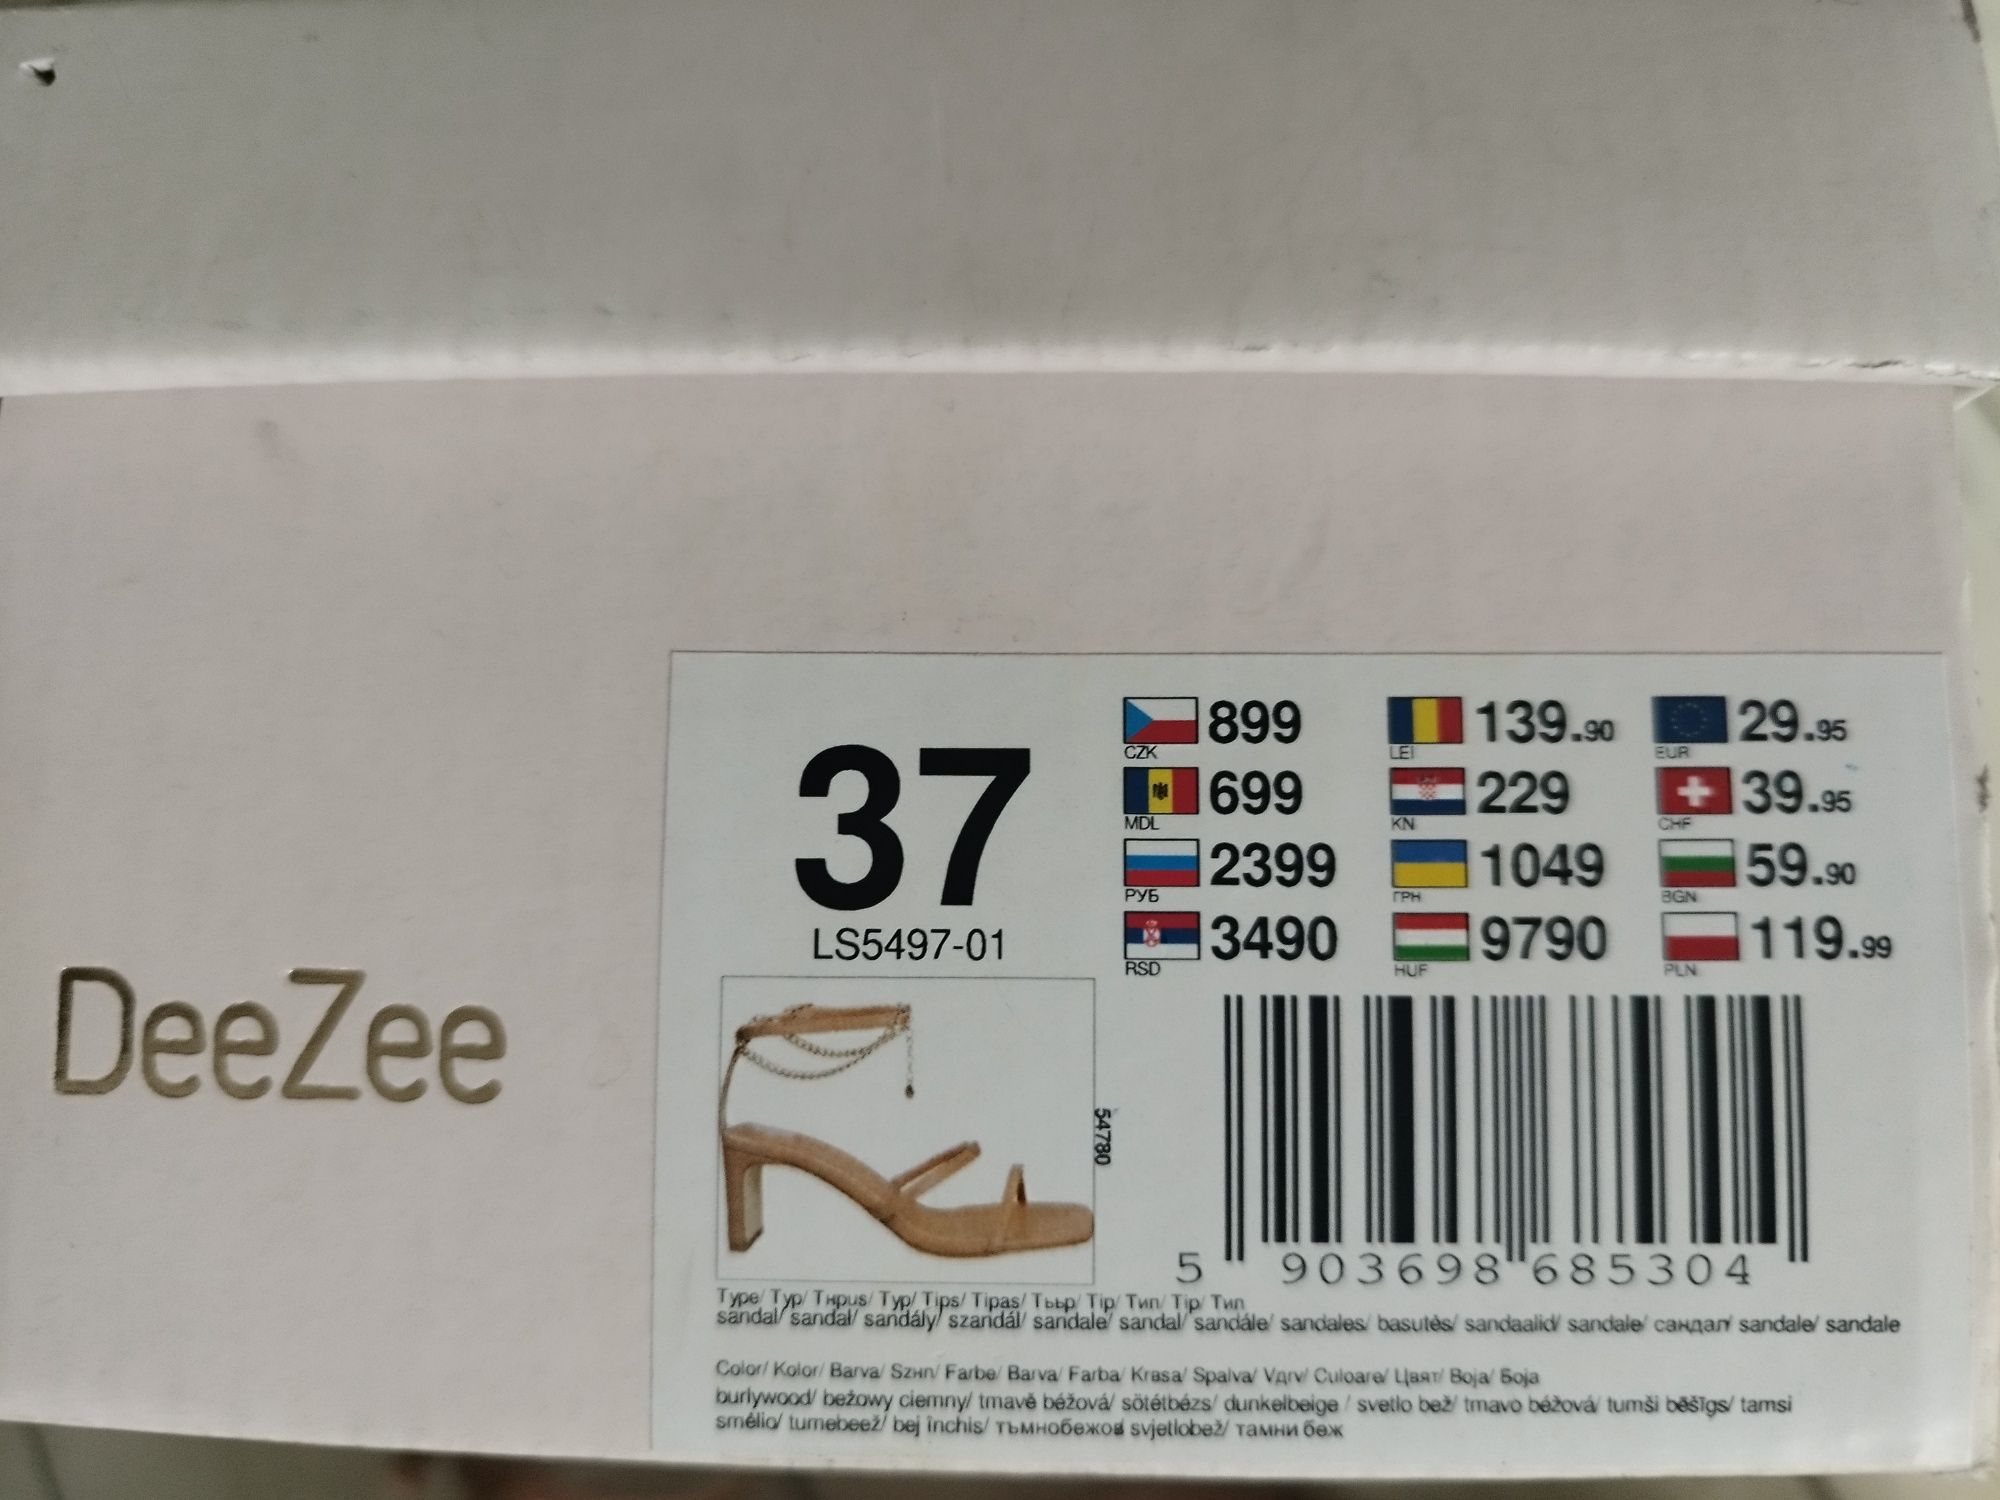 DeeZee
37
LS5497-01
CZK 899
LEI 139.90
EUR 29.95
MDL 699
KN 229
CHF 39.95
РУБ 2399
ГРН 1049
BGN 59.90
RSD 3490
HUF 9790
PLN 119.99
54780
5 903698 685304
Type/ Typ/ Tнpus/ Typ/ Tips/ Tipas/ Тььр/ Tip/ Тип/ Tip/ Тип
sandal/ sandał/ sandály/ szandál/ sandale/ sandal/ sandále/ sandales/ basutės/ sandaalid/ sandale/ сандал/ sandale/ sandale
Color/ Kolor/ Barva/ Szнn/ Farbe/ Barva/ Farba/ Krasa/ Spalva/ Vдrv/ Culoare/ Цвят/ Boja/ Боја
burlywood/ beżowy ciemny/ tmavě béžová/ sötétbézs/ dunkelbeige / svetlo bež/ tmavo béžová/ tumši bēšīgs/ tamsi
smėlio/ tumebeež/ bej închis/ тъмнобежов/ svjetlobež/ тамни беж